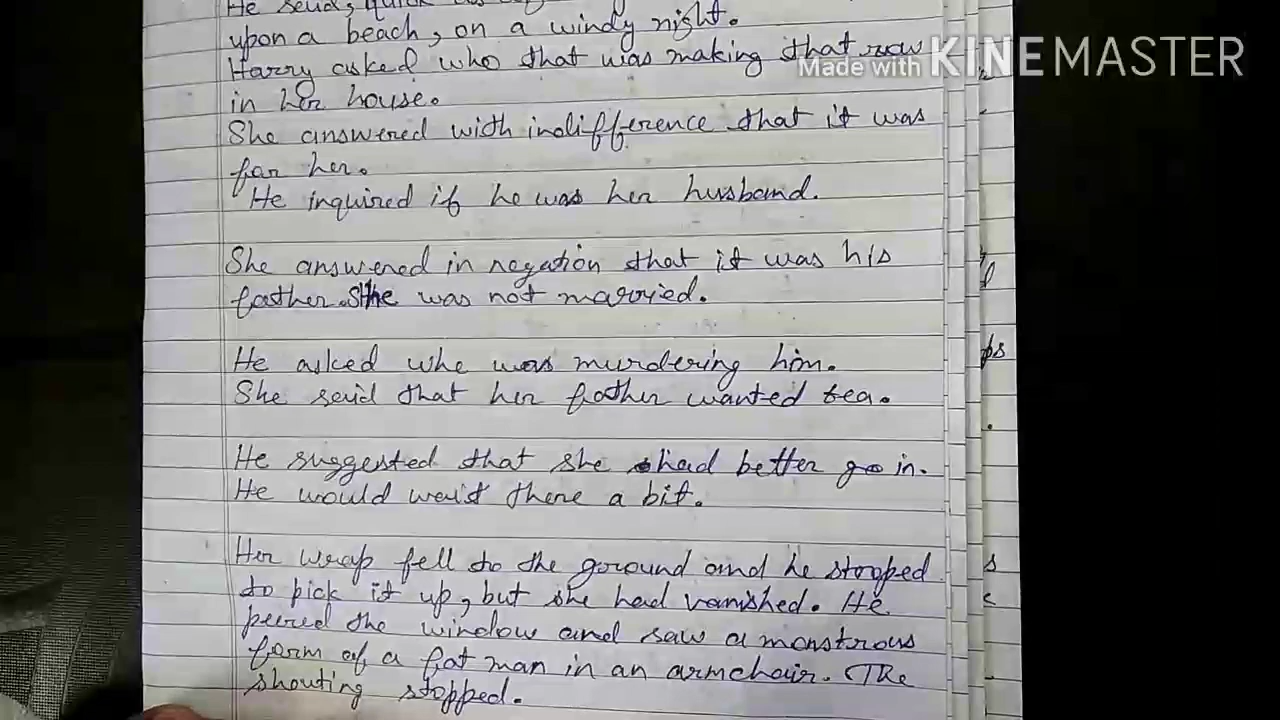 He said, quick as
upon a beach, on a windy night.
Harry asked who that was making that row
Made with KINEMASTER
in her house.
She answered with indifference that it was
for her.
He inquired if he was her husband.
She answered in negation that it was his
father. She was not married.
He asked who was murdering him.
She said that her father wanted tea.
He suggested that she had better go in.
He would wait there a bit.
Her wrap fell to the ground and he stooped
to pick it up, but she had vanished. He
peered the window and saw a monstrous
form of a fat man in an armchair. The
shouting stopped.